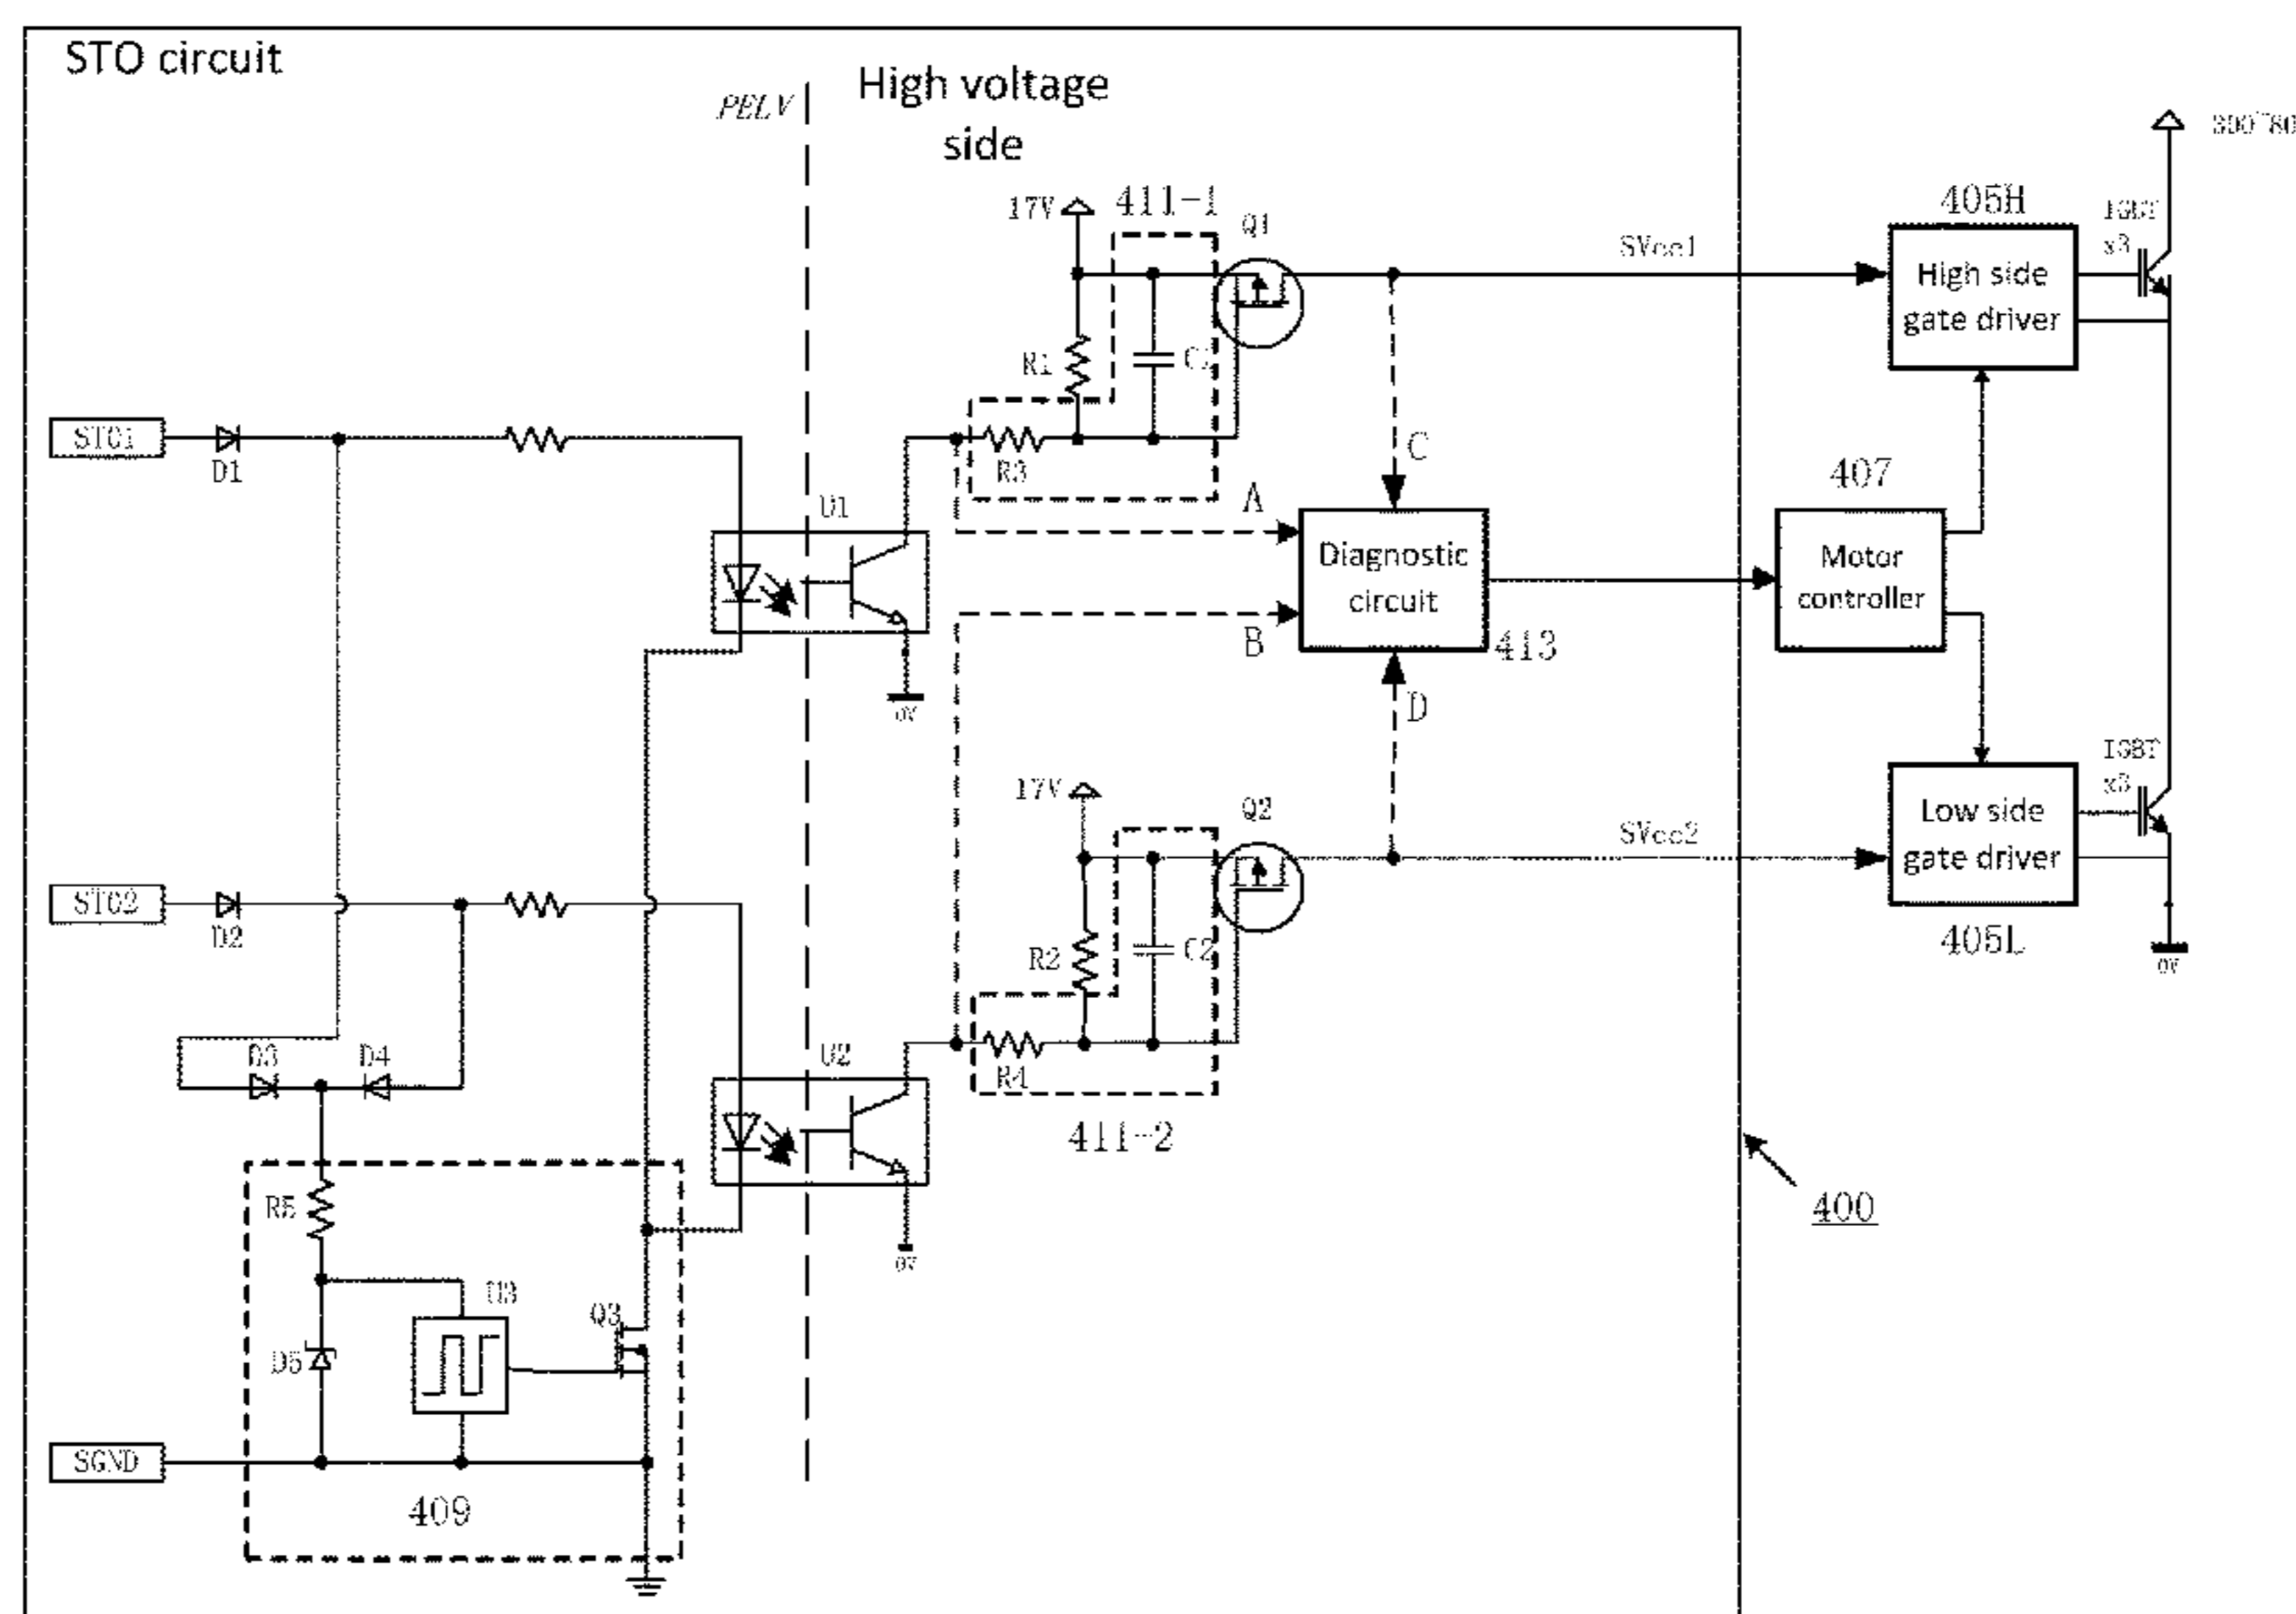 STO circuit
High voltage
side
PELV
17V
411-1
Q1
SVcc1
405H
IGBT
x3
High side
gate driver
R1
C1
STO1
D1
R3
C
407
A
U1
Diagnostic
circuit
Motor
controller
B
413
0V
D
17V
Q2
SVcc2
IGBT
x3
Low side
gate driver
405L
0V
STO2
D2
R2
C2
D3
D4
U2
R4
411-2
400
R5
0V
U3
Q3
D5
SGND
409